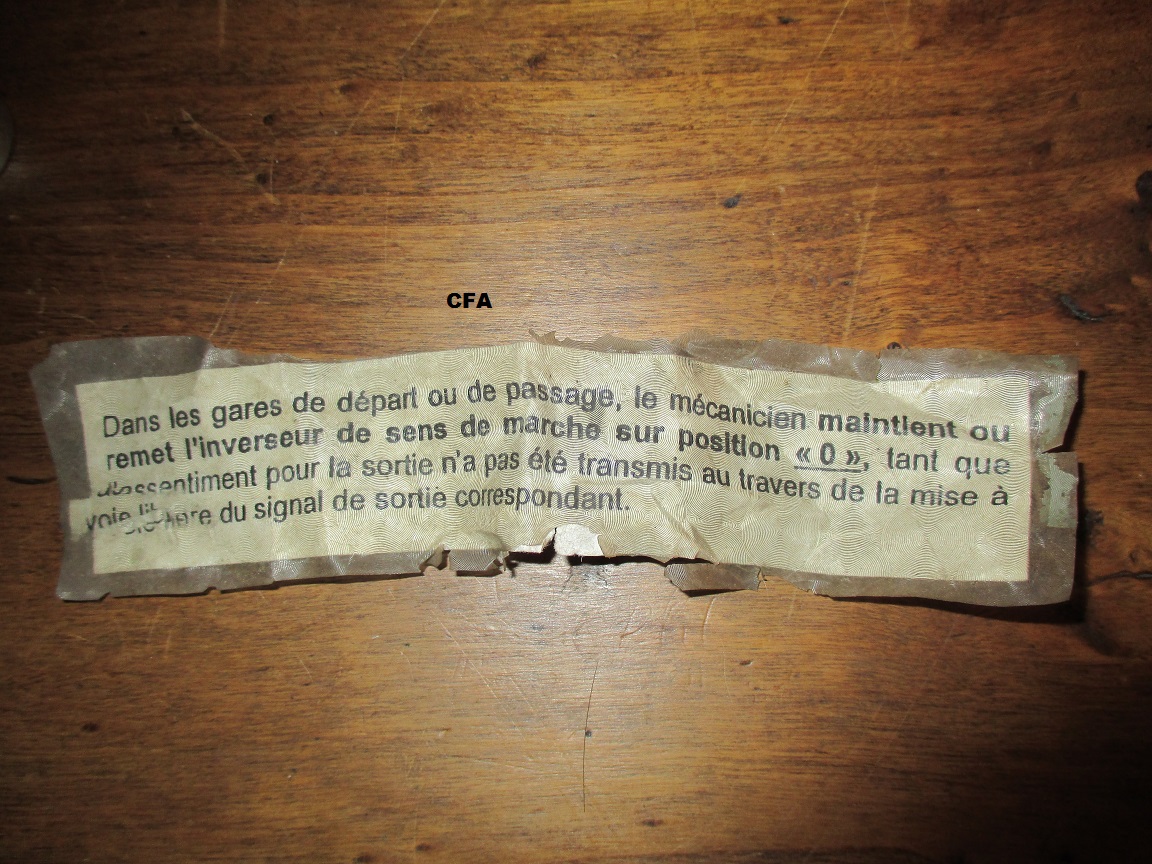 CFA
Dans les gares de départ ou de passage, le mécanicien maintient ou
remet l'inverseur de sens de marche sur position « 0 », tant que
l'assentiment pour la sortie n'a pas été transmis au travers de la mise à
voie libre du signal de sortie correspondant.